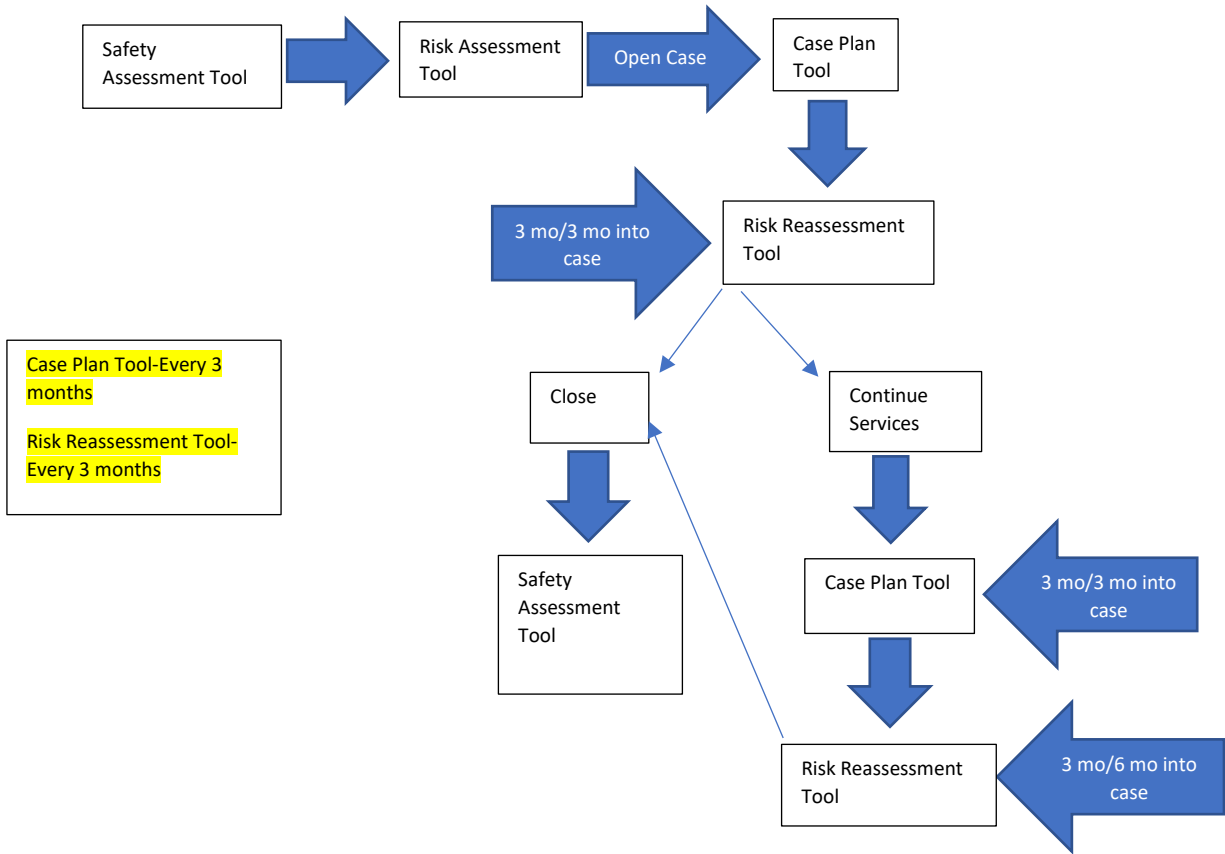 Safety
Assessment Tool
Risk Assessment
Tool
Open Case
Case Plan
Tool
3 mo/3 mo into
case
Risk Reassessment
Tool
Case Plan Tool-Every 3
months
Risk Reassessment Tool-
Every 3 months
Close
Continue
Services
Safety
Assessment
Tool
Case Plan Tool
3 mo/3 mo into
case
Risk Reassessment
Tool
3 mo/6 mo into
case